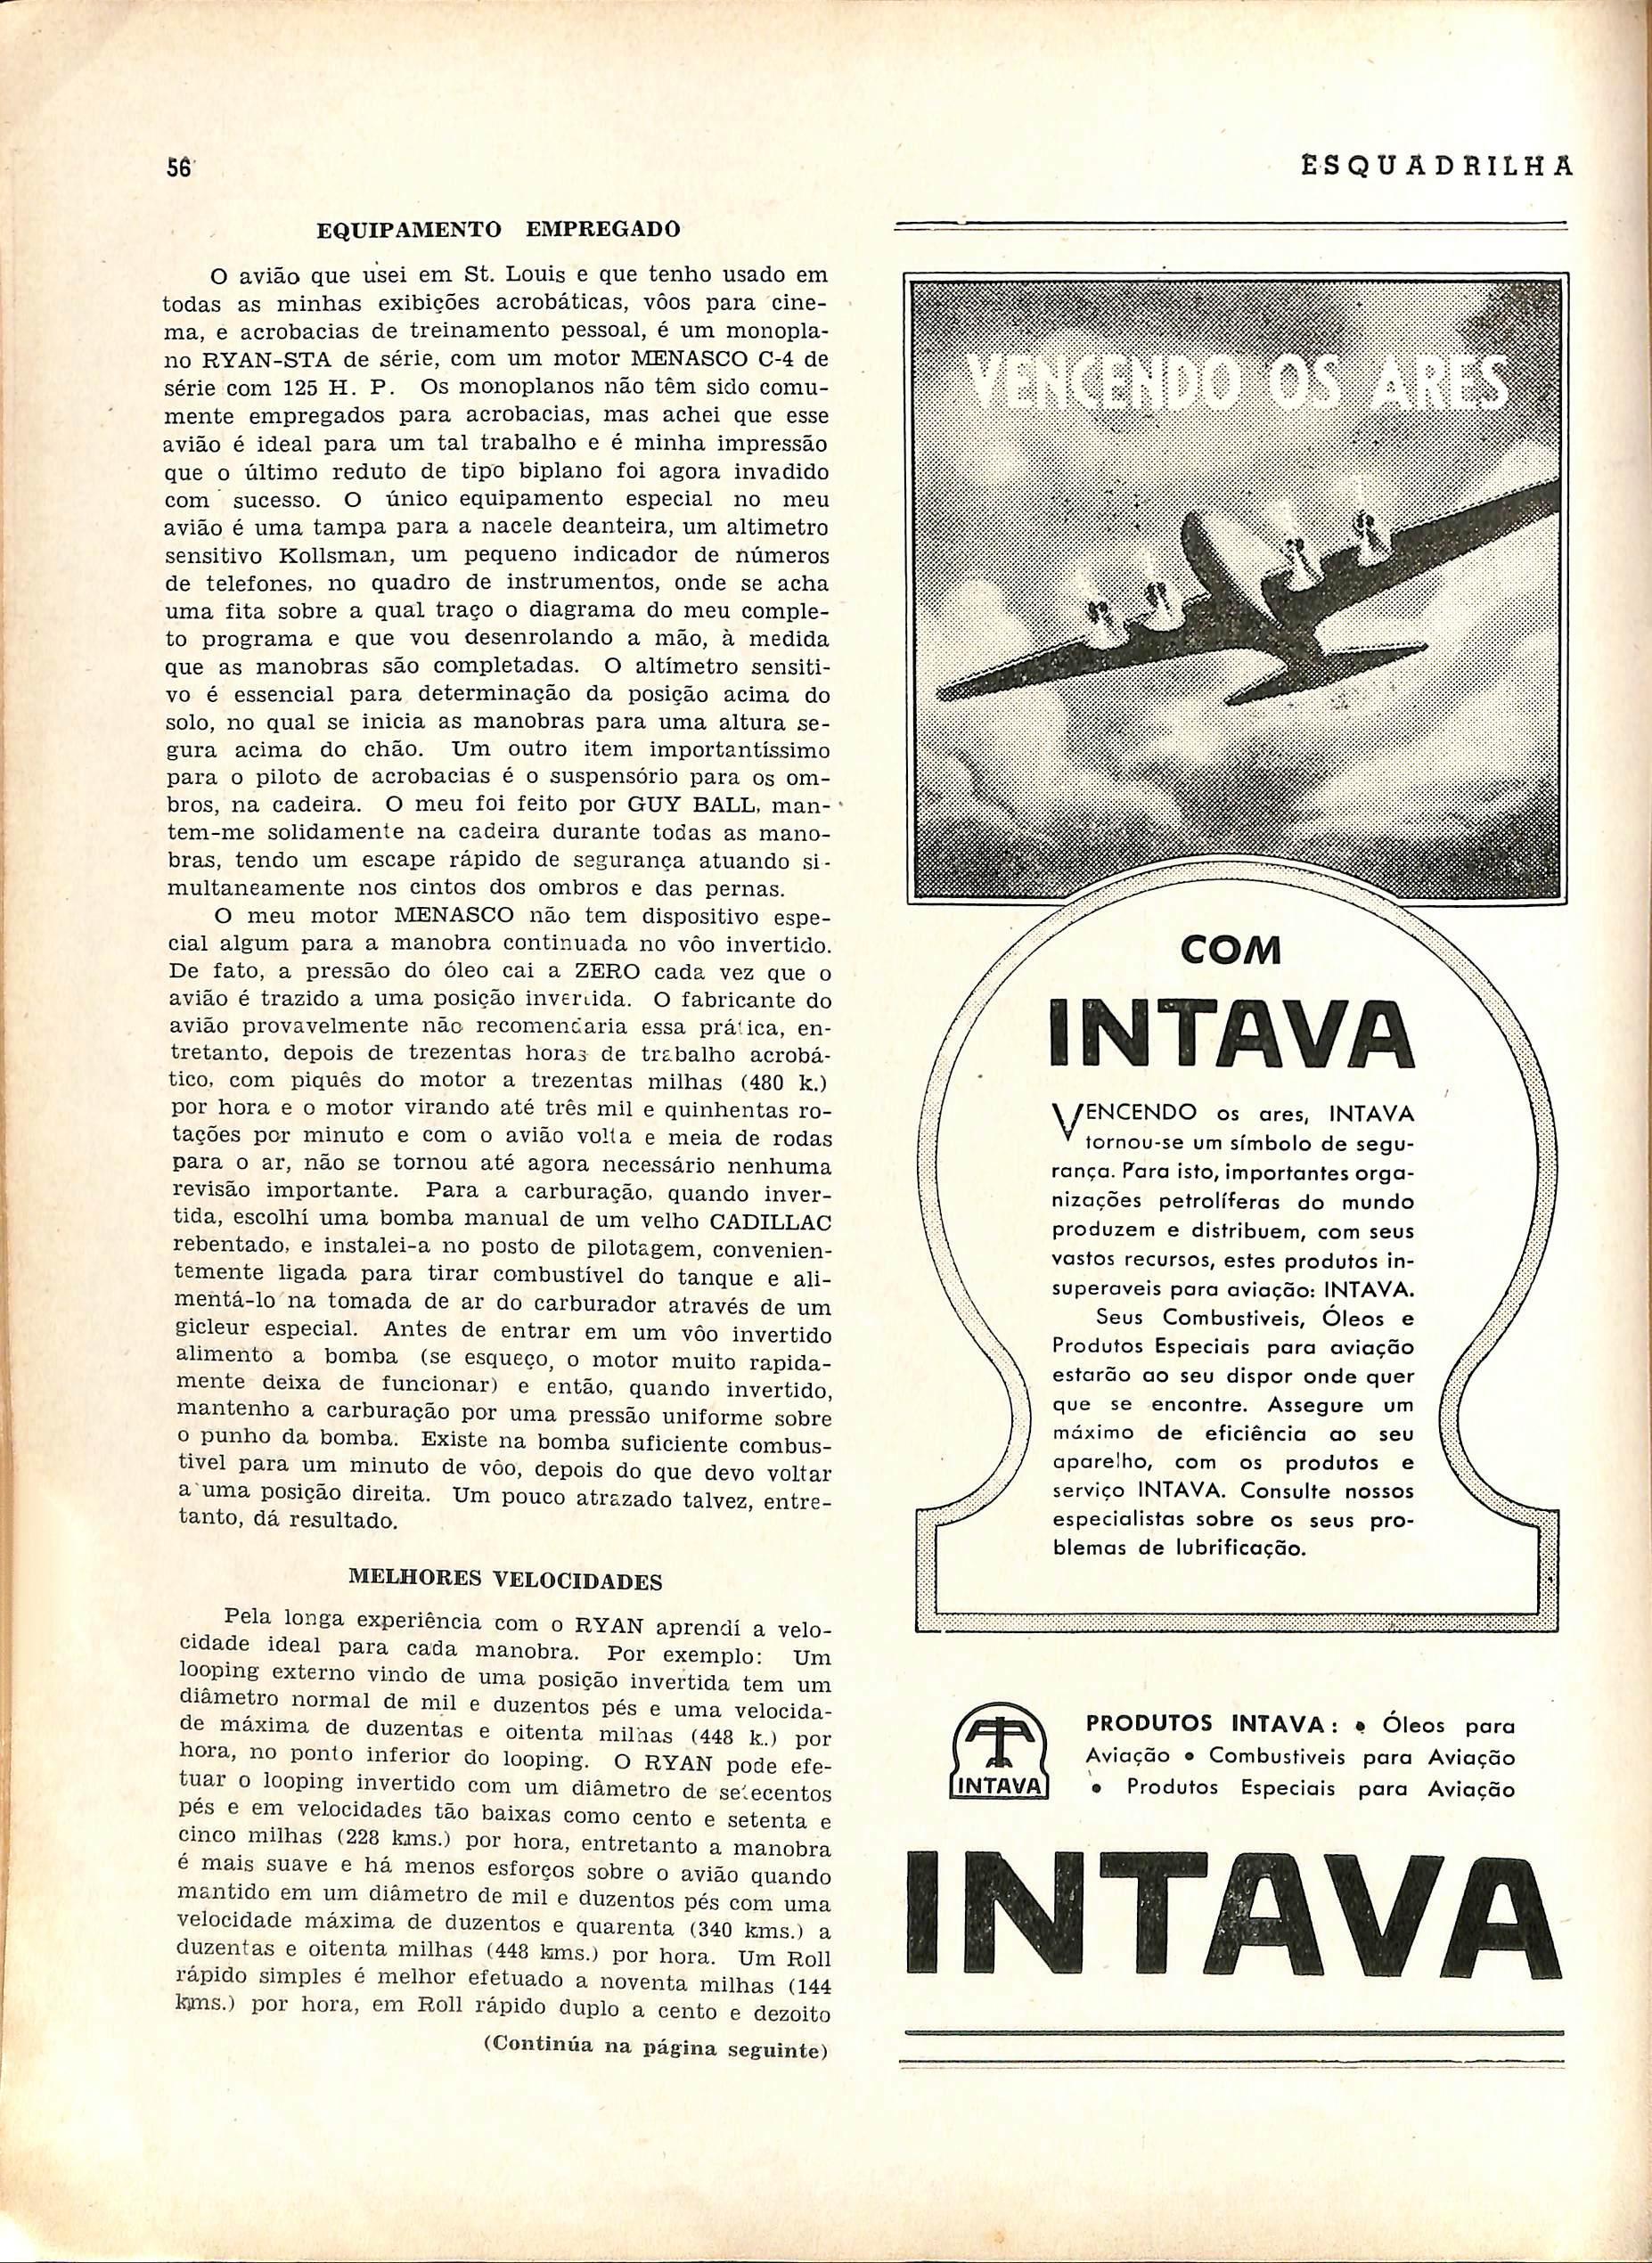 56
ESQUADRILHA
EQUIPAMENTO EMPREGADO
O avião que usei em St. Louis e que tenho usado em
todas as minhas exibições acrobáticas, vôos para cine-
ma, e acrobacias de treinamento pessoal, é um monopla-
no RYAN-STA de série, com um motor MENASCO C-4 de
série com 125 H. P. Os monoplanos não têm sido comu-
mente empregados para acrobacias, mas achei que esse
avião é ideal para um tal trabalho e é minha impressão
que o último reduto de tipo biplano foi agora invadido
com sucesso. O único equipamento especial no meu
avião é uma tampa para a nacele deanteira, um altimetro
sensitivo Kollsman, um pequeno indicador de números
de telefones, no quadro de instrumentos, onde se acha
uma fita sobre a qual traço o diagrama do meu comple-
to programa e que vou desenrolando a mão, à medida
que as manobras são completadas. O altímetro sensiti-
vo é essencial para determinação da posição acima do
solo, no qual se inicia as manobras para uma altura se-
gura acima do chão. Um outro item importantíssimo
para o piloto de acrobacias é o suspensório para os om-
bros, na cadeira. O meu foi feito por GUY BALL, man-
tem-me solidamente na cadeira durante todas as mano-
bras, tendo um escape rápido de segurança atuando si-
multaneamente nos cintos dos ombros e das pernas.
O meu motor MENASCO não tem dispositivo espe-
cial algum para a manobra continuada no vôo invertido.
De fato, a pressão do óleo cai a ZERO cada vez que o
avião é trazido a uma posição invertida. O fabricante do
avião provavelmente não recomendaria essa prática, en-
tretanto, depois de trezentas horas de trabalho acrobá-
tico, com piquês do motor a trezentas milhas (480 k.)
por hora e o motor virando até três mil e quinhentas ro-
tações por minuto e com o avião volta e meia de rodas
para o ar, não se tornou até agora necessário nenhuma
revisão importante. Para a carburação, quando inver-
tida, escolhí uma bomba manual de um velho CADILLAC
rebentado, e instalei-a no posto de pilotagem, convenien-
temente ligada para tirar combustível do tanque e ali-
mentá-lo na tomada de ar do carburador através de um
gicleur especial. Antes de entrar em um vôo invertido
alimento a bomba (se esqueço, o motor muito rapida-
mente deixa de funcionar) e então, quando invertido,
mantenho a carburação por uma pressão uniforme sobre
o punho da bomba. Existe na bomba suficiente combus-
tivel para um minuto de vôo, depois do que devo voltar
a uma posição direita. Um pouco atrazado talvez, entre-
tanto, dá resultado.
MELHORES VELOCIDADES
Pela longa experiência com o RYAN aprendí a velo-
cidade ideal para cada manobra. Por exemplo: Um
looping externo vindo de uma posição invertida tem um
diâmetro normal de mil e duzentos pés e uma velocida-
de máxima de duzentas e oitenta milhas (448 k.) por
hora, no ponto inferior do looping. O RYAN pode efe-
tuar o looping invertido com um diâmetro de setecentos
pés e em velocidades tão baixas como cento e setenta e
cinco milhas (228 kms.) por hora, entretanto a manobra
é mais suave e há menos esforços sobre o avião quando
mantido em um diâmetro de mil e duzentos pés com uma
velocidade máxima de duzentos e quarenta (340 kms.) a
duzentas e oitenta milhas (448 kms.) por hora. Um Roll
rápido simples é melhor efetuado a noventa milhas (144
kms.) por hora, em Roll rápido duplo a cento e dezoito
(Continúa na página seguinte)
VENCENDO OS ARES
COM
INTAVA
VENCENDO os ares, INTAVA
tornou-se um símbolo de segu-
rança. Para isto, importantes orga-
nizações petrolíferas do mundo
produzem e distribuem, com seus
vastos recursos, estes produtos in-
superaveis para aviação: INTAVA.
Seus Combustiveis, Óleos e
Produtos Especiais para aviação
estarão ao seu dispor onde quer
que se encontre. Assegure um
máximo de eficiência ao seu
aparelho, com os produtos e
serviço INTAVA. Consulte nossos
especialistas sobre os seus pro-
blemas de lubrificação.
INTAVA
PRODUTOS INTAVA: • Óleos para
Aviação • Combustiveis para Aviação
• Produtos Especiais para Aviação
INTAVA